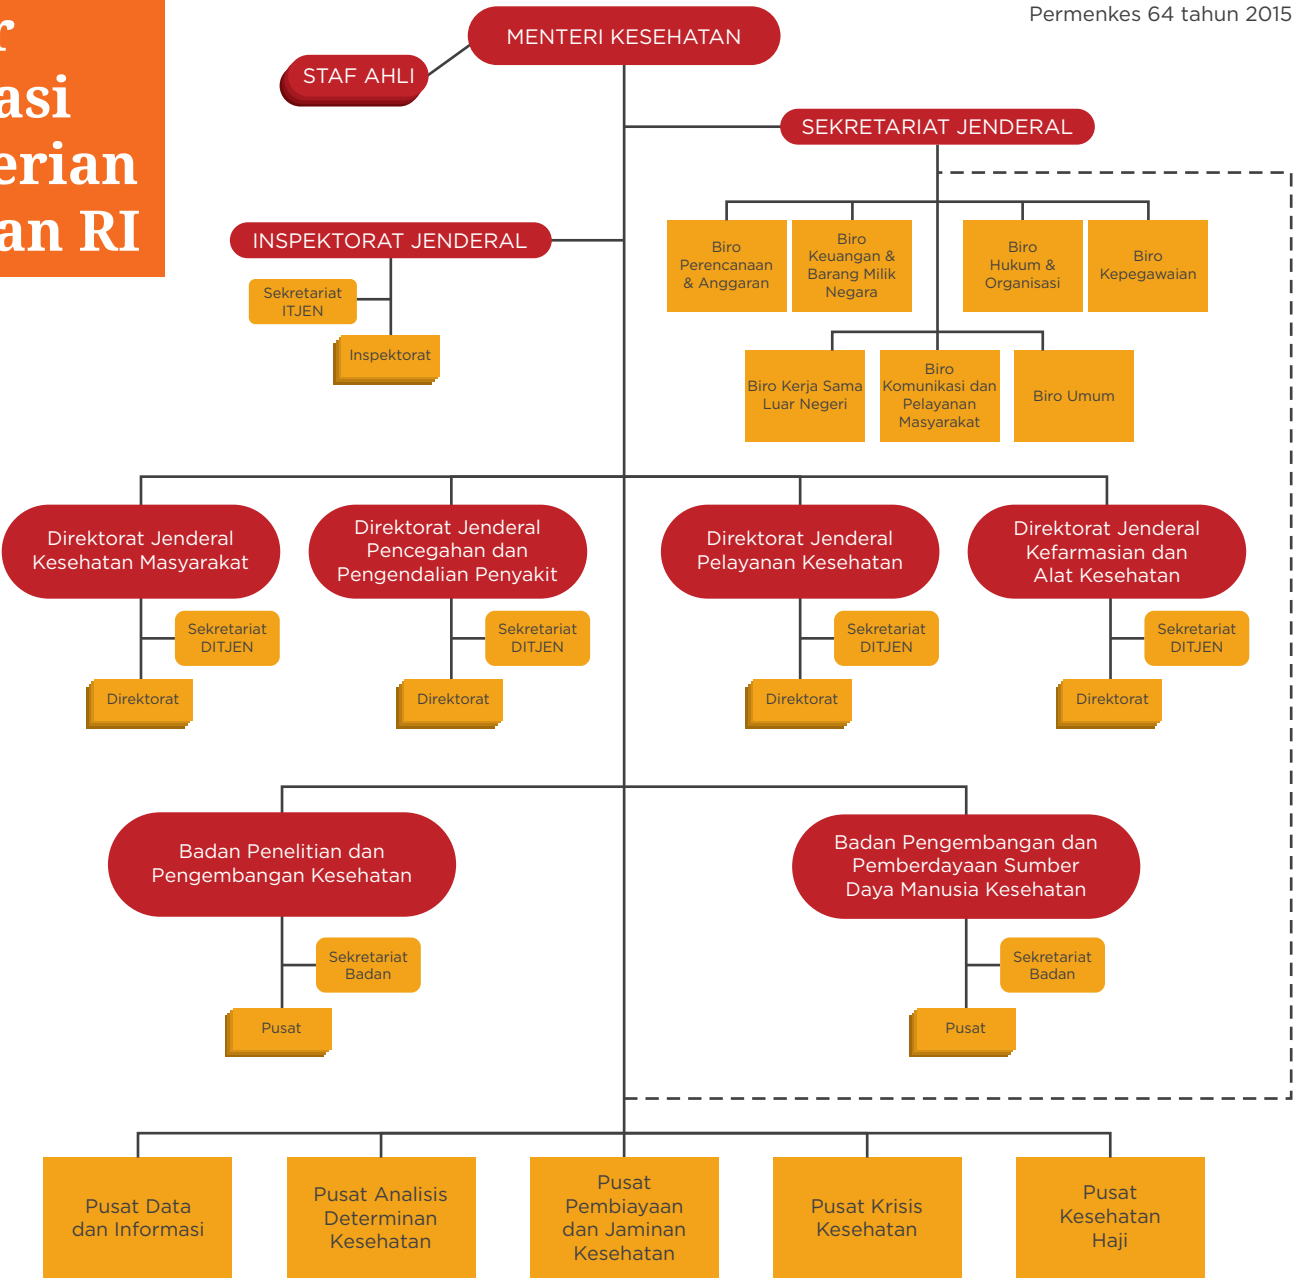 Permenkes 64 tahun 2015
MENTERI KESEHATAN
STAF AHLI
SEKRETARIAT JENDERAL
an RI
INSPEKTORAT JENDERAL
Sekretariat
ITJEN
Inspektorat
Biro
Perencanaan
& Anggaran
Biro
Keuangan &
Barang Milik
Negara
Biro
Hukum &
Organisasi
Biro
Kepegawaian
Biro Kerja Sama
Luar Negeri
Biro
Komunikasi dan
Pelayanan
Masyarakat
Biro Umum
Direktorat Jenderal
Kesehatan Masyarakat
Sekretariat
DITJEN
Direktorat
Direktorat Jenderal
Pencegahan dan
Pengendalian Penyakit
Sekretariat
DITJEN
Direktorat
Direktorat Jenderal
Pelayanan Kesehatan
Sekretariat
DITJEN
Direktorat
Direktorat Jenderal
Kefarmasian dan
Alat Kesehatan
Sekretariat
DITJEN
Direktorat
Badan Penelitian dan
Pengembangan Kesehatan
Sekretariat
Badan
Pusat
Badan Pengembangan dan
Pemberdayaan Sumber
Daya Manusia Kesehatan
Sekretariat
Badan
Pusat
Pusat Data
dan Informasi
Pusat Analisis
Determinan
Kesehatan
Pusat
Pembiayaan
dan Jaminan
Kesehatan
Pusat Krisis
Kesehatan
Pusat
Kesehatan
Haji